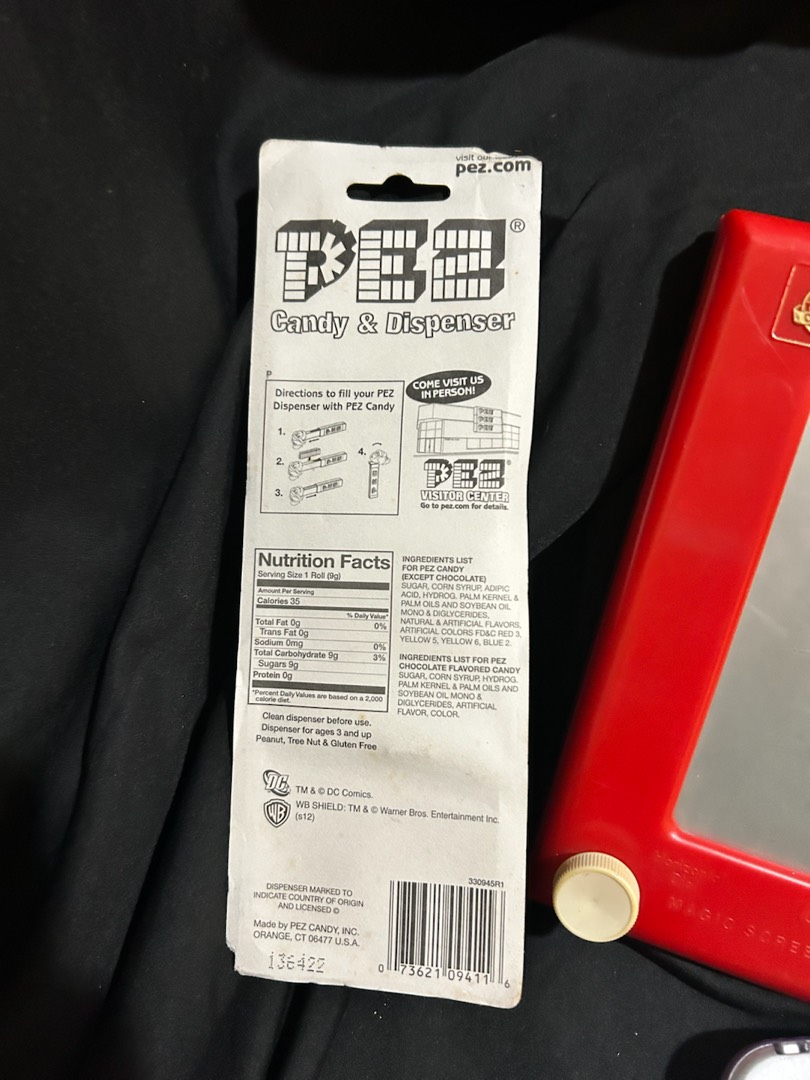 pez.com
PEZ®
Candy & Dispenser
P
Directions to fill your PEZ
Dispenser with PEZ Candy
1.
2.
3.
4.
COME VISIT US
IN PERSON!
PEZ
PEZ
PEZ
PEZ®
VISITOR CENTER
Go to pez.com for details.
Nutrition Facts
Serving Size 1 Roll (9g)
Amount Per Serving
Calories 35
% Daily Value*
Total Fat 0g 0%
Trans Fat 0g
Sodium 0mg 0%
Total Carbohydrate 9g 3%
Sugars 9g
Protein 0g
*Percent Daily Values are based on a 2,000
calorie diet.
INGREDIENTS LIST
FOR PEZ CANDY
(EXCEPT CHOCOLATE)
SUGAR, CORN SYRUP, ADIPIC
ACID, HYDROG. PALM KERNEL &
PALM OILS AND SOYBEAN OIL
MONO & DIGLYCERIDES,
NATURAL & ARTIFICIAL FLAVORS,
ARTIFICIAL COLORS FD&C RED 3,
YELLOW 5, YELLOW 6, BLUE 2.
INGREDIENTS LIST FOR PEZ
CHOCOLATE FLAVORED CANDY
SUGAR, CORN SYRUP, HYDROG.
PALM KERNEL & PALM OILS AND
SOYBEAN OIL MONO &
DIGLYCERIDES, ARTIFICIAL
FLAVOR, COLOR.
Clean dispenser before use.
Dispenser for ages 3 and up
Peanut, Tree Nut & Gluten Free
DC TM & © DC Comics.
WB WB SHIELD: TM & © Warner Bros. Entertainment Inc.
(s12)
DISPENSER MARKED TO
INDICATE COUNTRY OF ORIGIN
AND LICENSED ©
Made by PEZ CANDY, INC.
ORANGE, CT 06477 U.S.A.
136422
330945R1
0 73621 09411 6
MAGIC SCREE